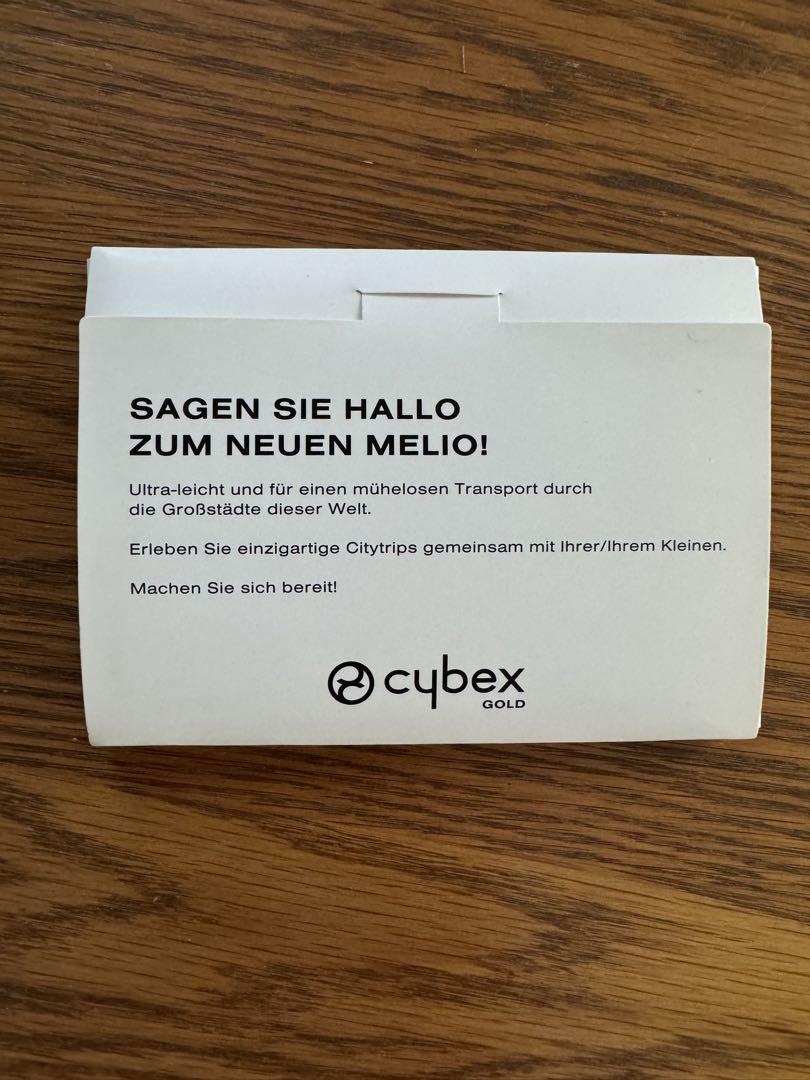 SAGEN SIE HALLO
ZUM NEUEN MELIO!
Ultra-leicht und für einen mühelosen Transport durch
die Großstädte dieser Welt.
Erleben Sie einzigartige Citytrips gemeinsam mit Ihrer/Ihrem Kleinen.
Machen Sie sich bereit!
cybex
GOLD